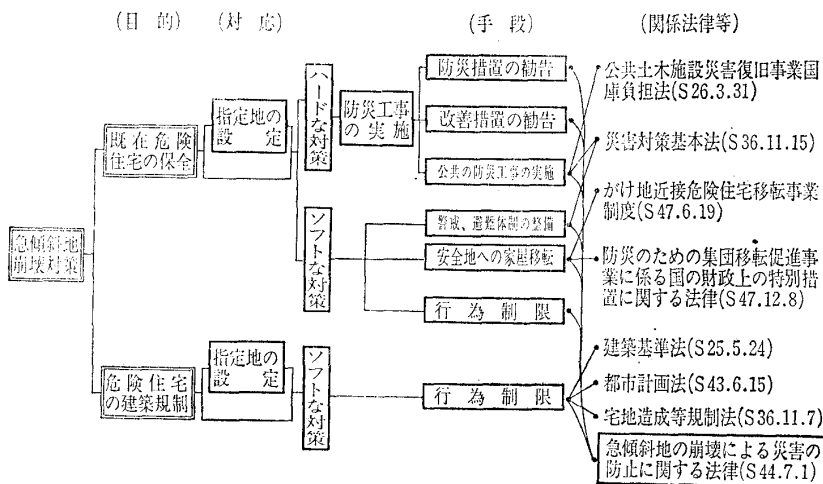 (目的)
(対応)
(手段)
(関係法律等)
急傾斜地
崩壊対策
既在危険
住宅の保全
指定地の
設定
ハードな対策
防災工事
の実施
防災措置の勧告
改善措置の勧告
公共の防災工事の実施
ソフトな対策
警戒、避難体制の整備
安全地への家屋移転
行為制限
危険住宅
の建築規制
指定地の
設定
ソフトな対策
行為制限
公共土木施設災害復旧事業国
庫負担法(S26.3.31)
災害対策基本法(S36.11.15)
がけ地近接危険住宅移転事業
制度(S47.6.19)
防災のための集団移転促進事
業に係る国の財政上の特別措
置に関する法律(S47.12.8)
建築基準法(S25.5.24)
都市計画法(S43.6.15)
宅地造成等規制法(S36.11.7)
急傾斜地の崩壊による災害の
防止に関する法律(S44.7.1)